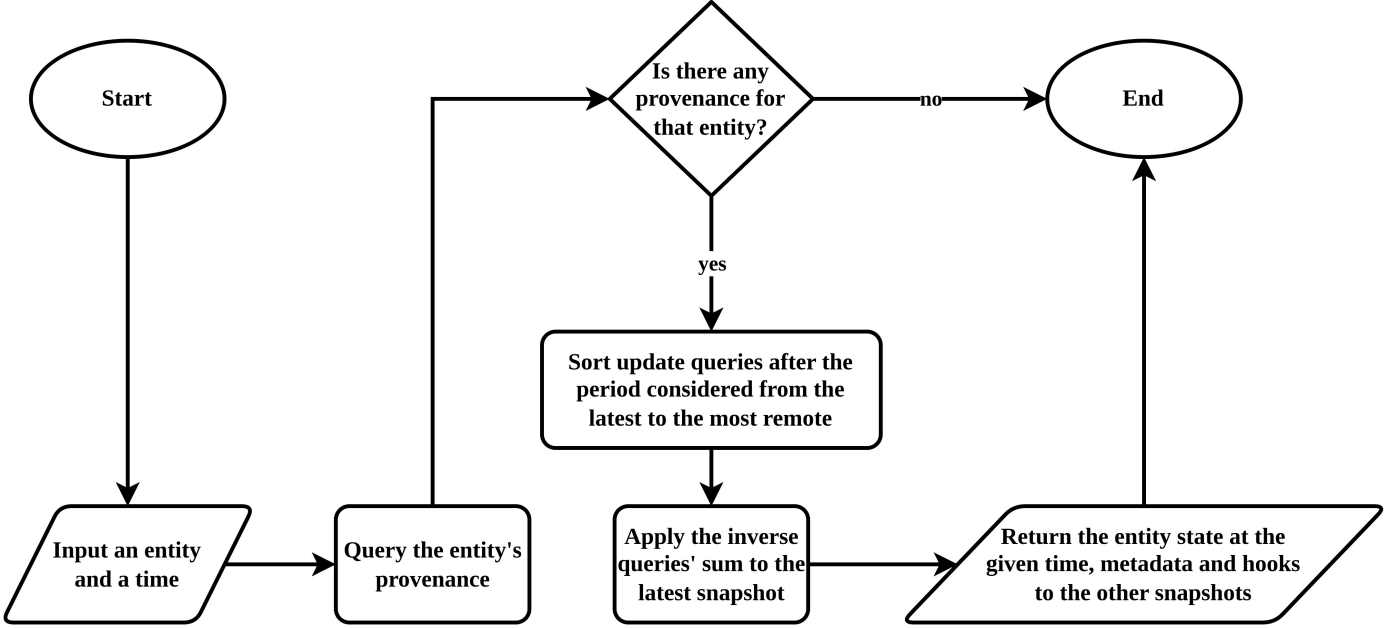 Start
Input an entity
and a time
Query the entity's
provenance
Is there any
provenance for
that entity?
no
End
yes
Sort update queries after the
period considered from the
latest to the most remote
Apply the inverse
queries' sum to the
latest snapshot
Return the entity state at the
given time, metadata and hooks
to the other snapshots